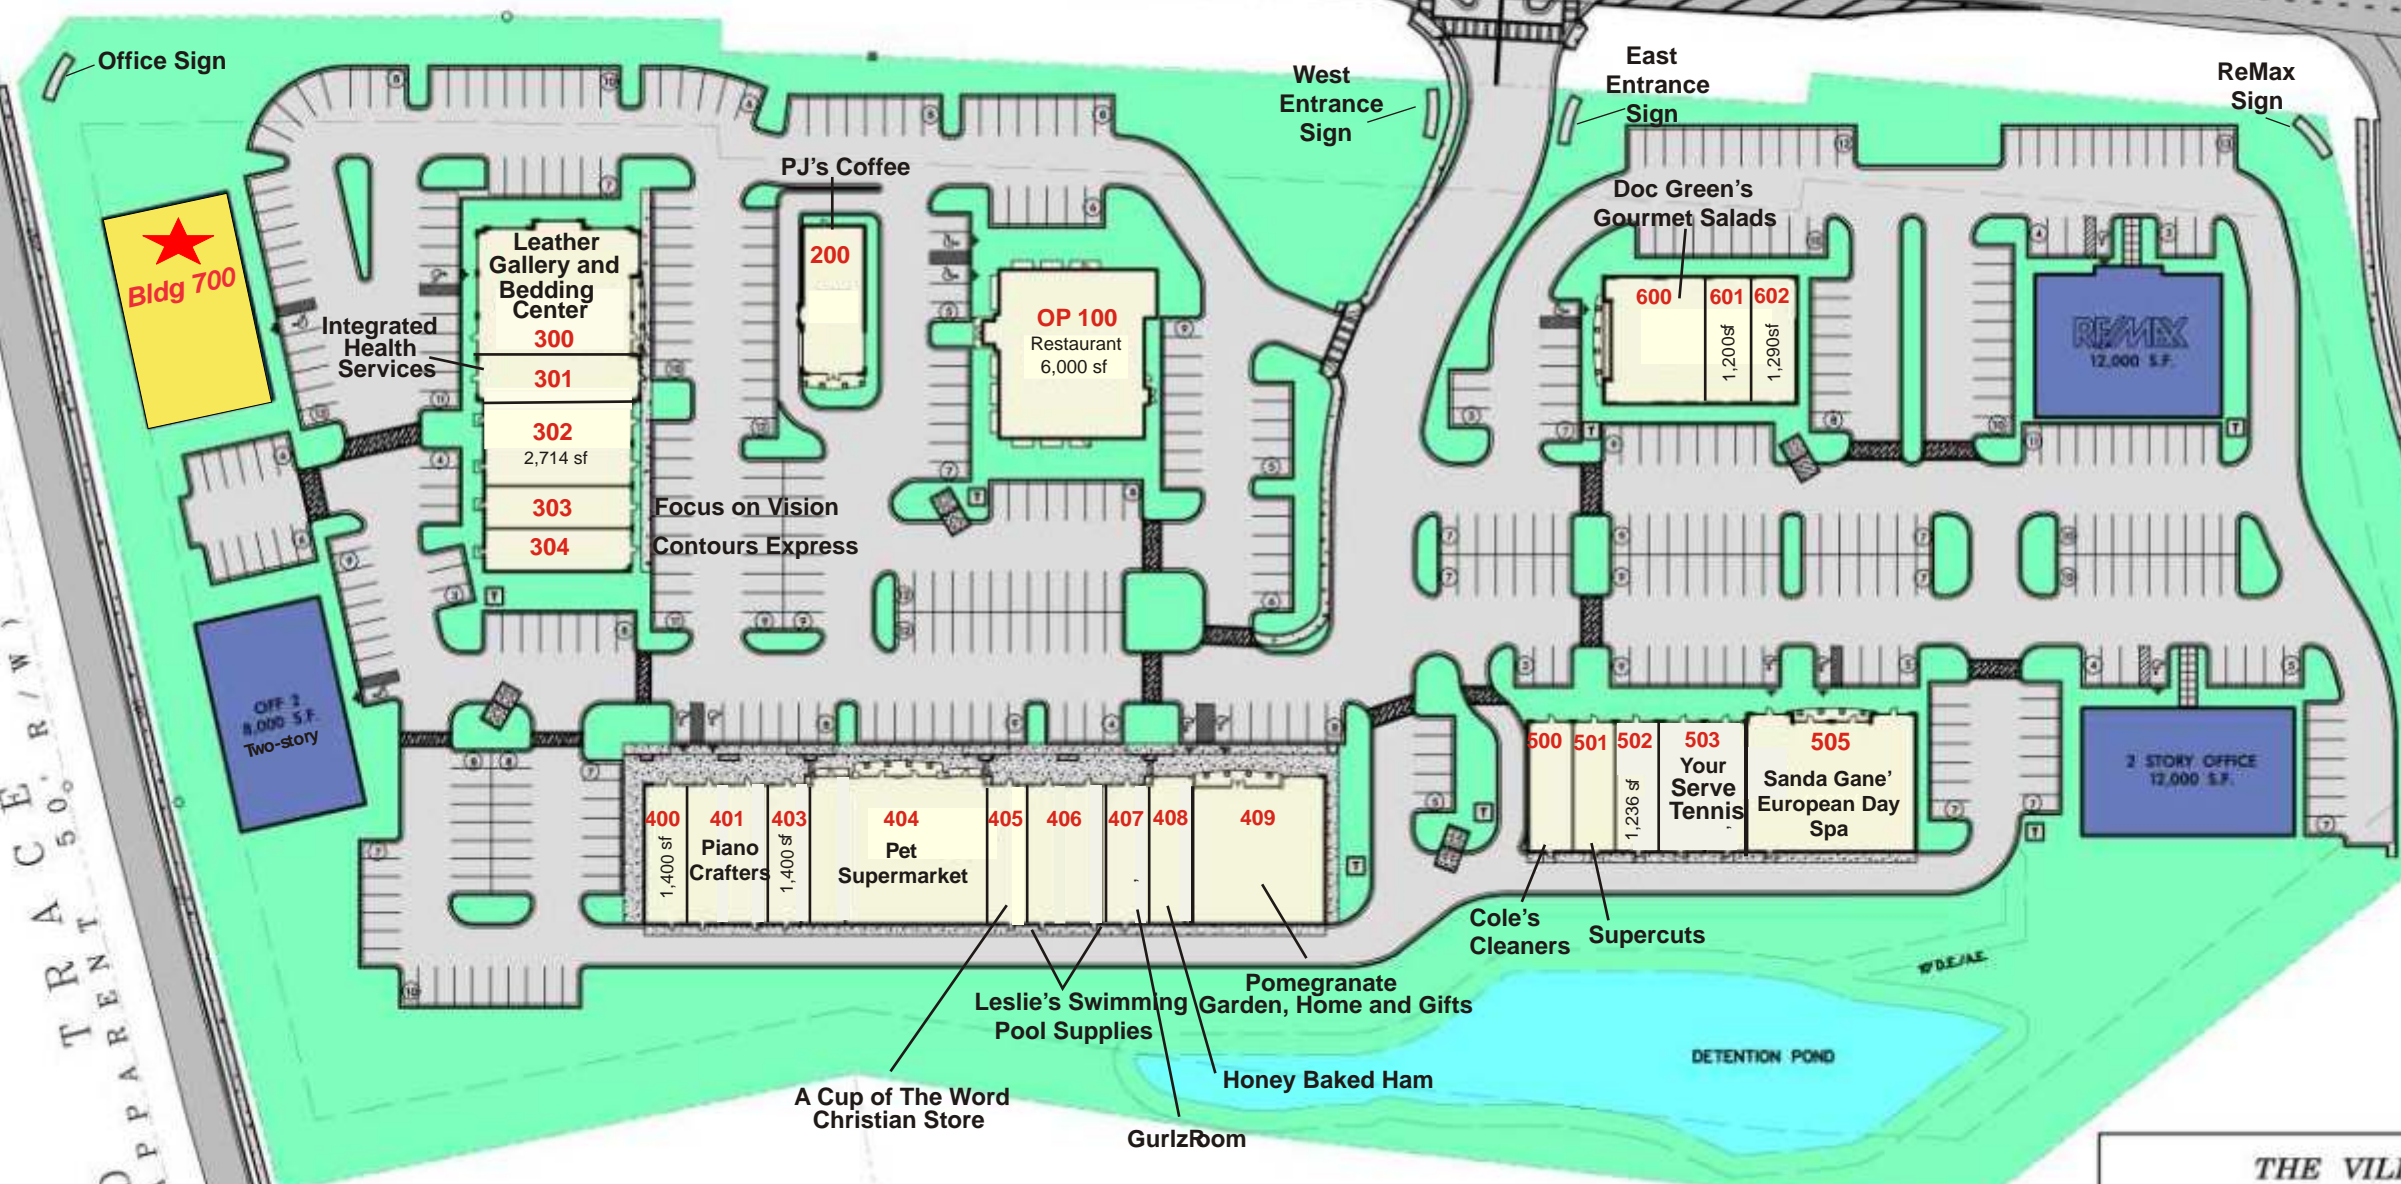 Office Sign
West
Entrance
Sign
East
Entrance
Sign
ReMax
Sign
PJ's Coffee
200
Doc Green's
Gourmet Salads
600
601
602
1,200sf
1,290sf
RE/MAX
12,000 S.F.
Bldg 700
Leather
Gallery and
Bedding
Center
300
Integrated
Health
Services
301
302
2,714 sf
303
Focus on Vision
304
Contours Express
OP 100
Restaurant
6,000 sf
OFF 2
8,000 S.F.
Two-story
400
1,400 sf
401
Piano
Crafters
403
1,400 sf
404
Pet
Supermarket
405
406
407
408
409
500
501
502
1,236 sf
503
Your
Serve
Tennis
505
Sanda Gane'
European Day
Spa
2 STORY OFFICE
12,000 S.F.
Cole's
Cleaners
Supercuts
Pomegranate
Garden, Home and Gifts
Leslie's Swimming
Pool Supplies
A Cup of The Word
Christian Store
Honey Baked Ham
GurlzRoom
10' D.E./A.E.
DETENTION POND
TRACE
APPARENT 50' R/W)
THE VILL